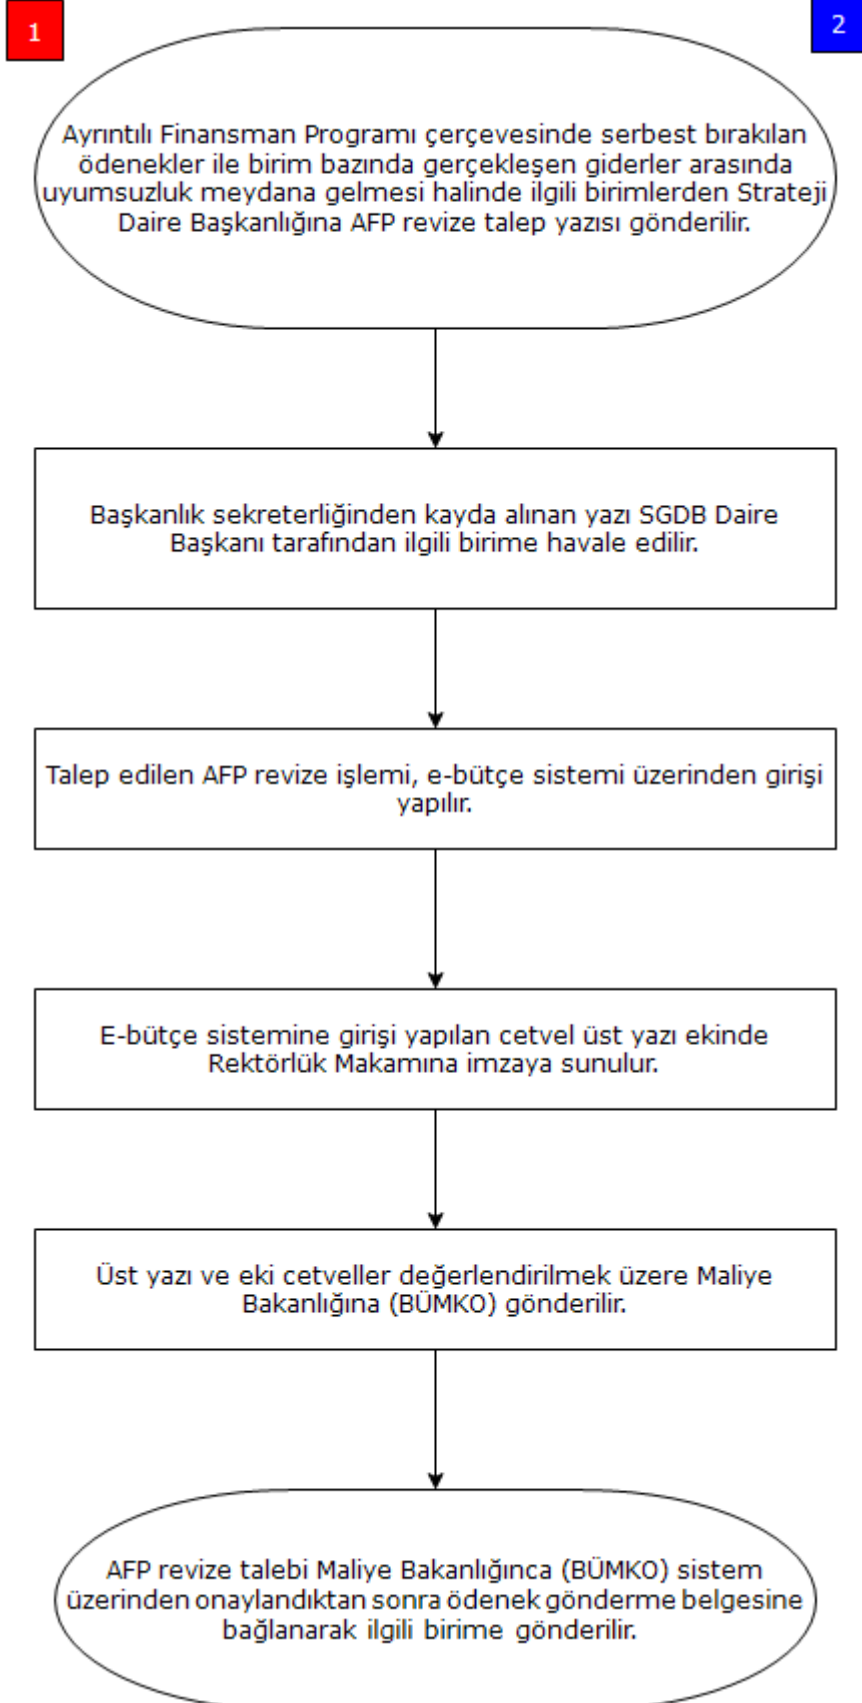 1
2
Ayrıntılı Finansman Programı çerçevesinde serbest bırakılan
ödenekler ile birim bazında gerçekleşen giderler arasında
uyumsuzluk meydana gelmesi halinde ilgili birimlerden Strateji
Daire Başkanlığına AFP revize talep yazısı gönderilir.
Başkanlık sekreterliğinden kayda alınan yazı SGDB Daire
Başkanı tarafından ilgili birime havale edilir.
Talep edilen AFP revize işlemi, e-bütçe sistemi üzerinden girişi
yapılır.
E-bütçe sistemine girişi yapılan cetvel üst yazı ekinde
Rektörlük Makamına imzaya sunulur.
Üst yazı ve eki cetveller değerlendirilmek üzere Maliye
Bakanlığına (BÜMKO) gönderilir.
AFP revize talebi Maliye Bakanlığınca (BÜMKO) sistem
üzerinden onaylandıktan sonra ödenek gönderme belgesine
bağlanarak ilgili birime gönderilir.